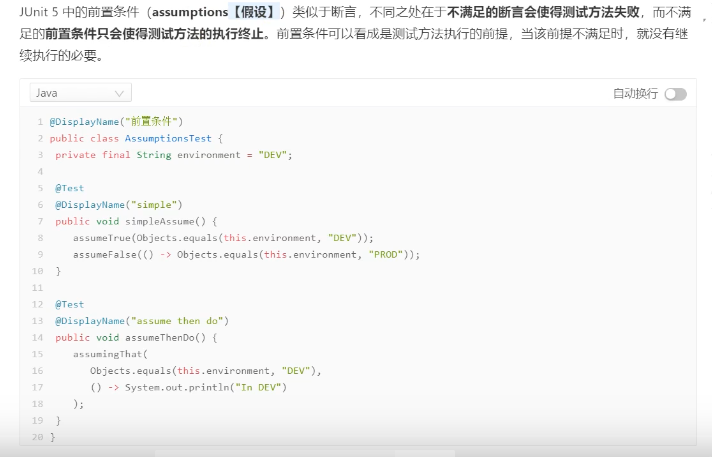 JUnit 5 中的前置条件（assumptions【假设】）类似于断言，不同之处在于不满足的断言会使得测试方法失败，而不满
足的前置条件只会使得测试方法的执行终止。前置条件可以看成是测试方法执行的前提，当该前提不满足时，就没有继
续执行的必要。
Java 自动换行
1 @DisplayName("前置条件")
2 public class AssumptionsTest {
3 private final String environment = "DEV";
4
5 @Test
6 @DisplayName("simple")
7 public void simpleAssume() {
8 assumeTrue(Objects.equals(this.environment, "DEV"));
9 assumeFalse(() -> Objects.equals(this.environment, "PROD"));
10 }
11
12 @Test
13 @DisplayName("assume then do")
14 public void assumeThenDo() {
15 assumingThat(
16 Objects.equals(this.environment, "DEV"),
17 () -> System.out.println("In DEV")
18 );
19 }
20 }